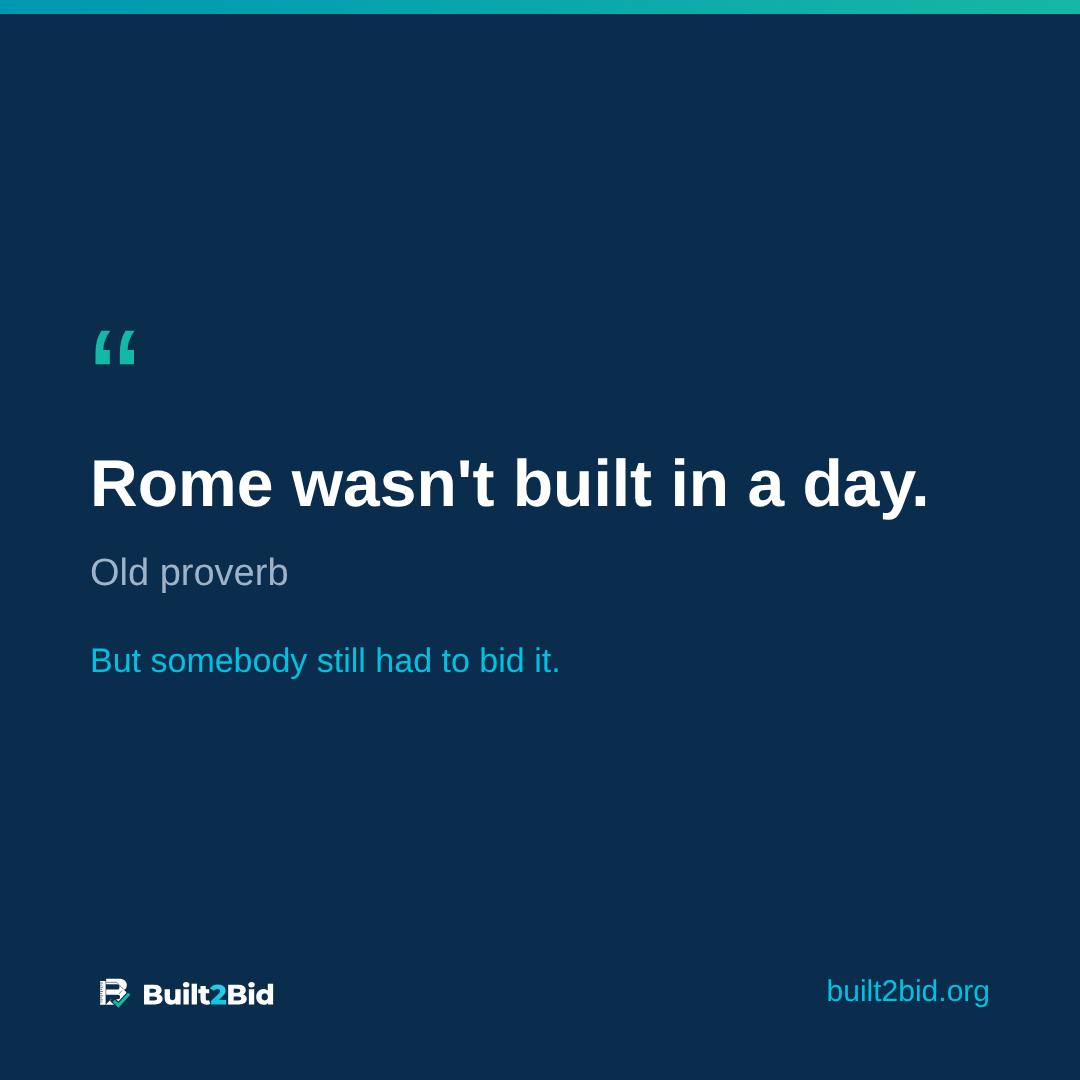 “
Rome wasn't built in a day.
Old proverb
But somebody still had to bid it.
Built2Bid
built2bid.org